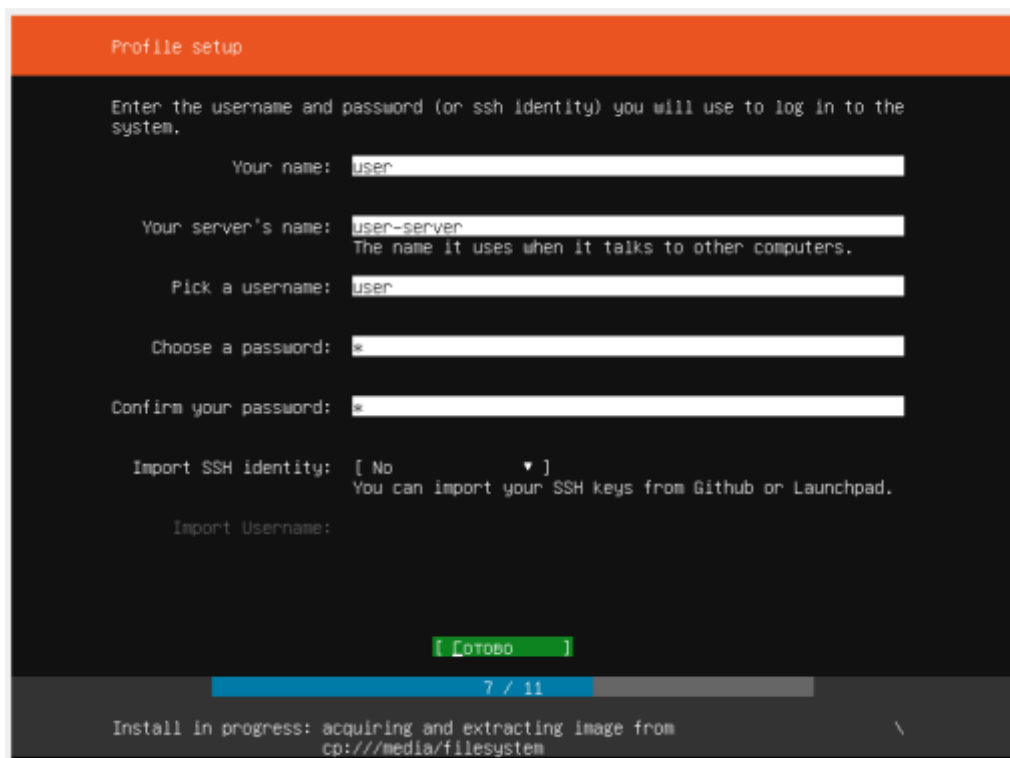 Profile setup
Enter the username and password (or ssh identity) you will use to log in to the
system.
Your name: user
Your server's name: user-server
The name it uses when it talks to other computers.
Pick a username: user
Choose a password: *
Confirm your password: *
Import SSH identity: [ No ▼ ]
You can import your SSH keys from Github or Launchpad.
Import Username:
[ Готово ]
7 / 11
Install in progress: acquiring and extracting image from \
cp:///media/filesystem